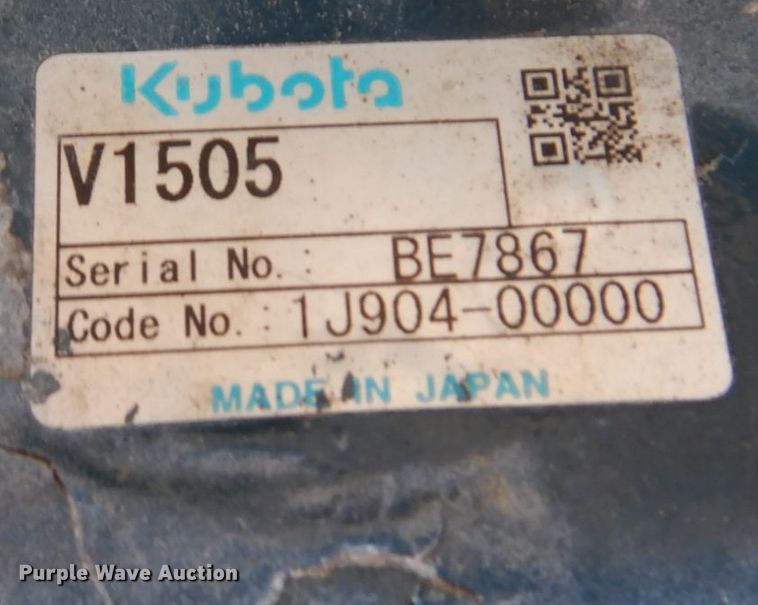 Kubota
V1505
Serial No.: BE7867
Code No.: 1J904-00000
MADE IN JAPAN
Purple Wave Auction